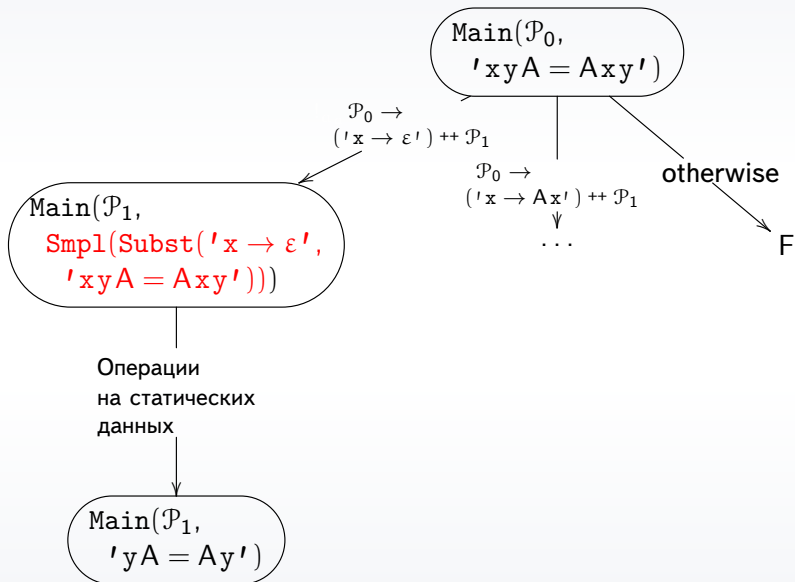 Main(𝒫₀,
'xyA = Axy')
𝒫₀ →
('x → ε') ++ 𝒫₁
𝒫₀ →
('x → Ax') ++ 𝒫₁
otherwise
Main(𝒫₁,
Smpl(Subst('x → ε',
'xyA = Axy')))
· · ·
F
Операции
на статических
данных
Main(𝒫₁,
'yA = Ay')